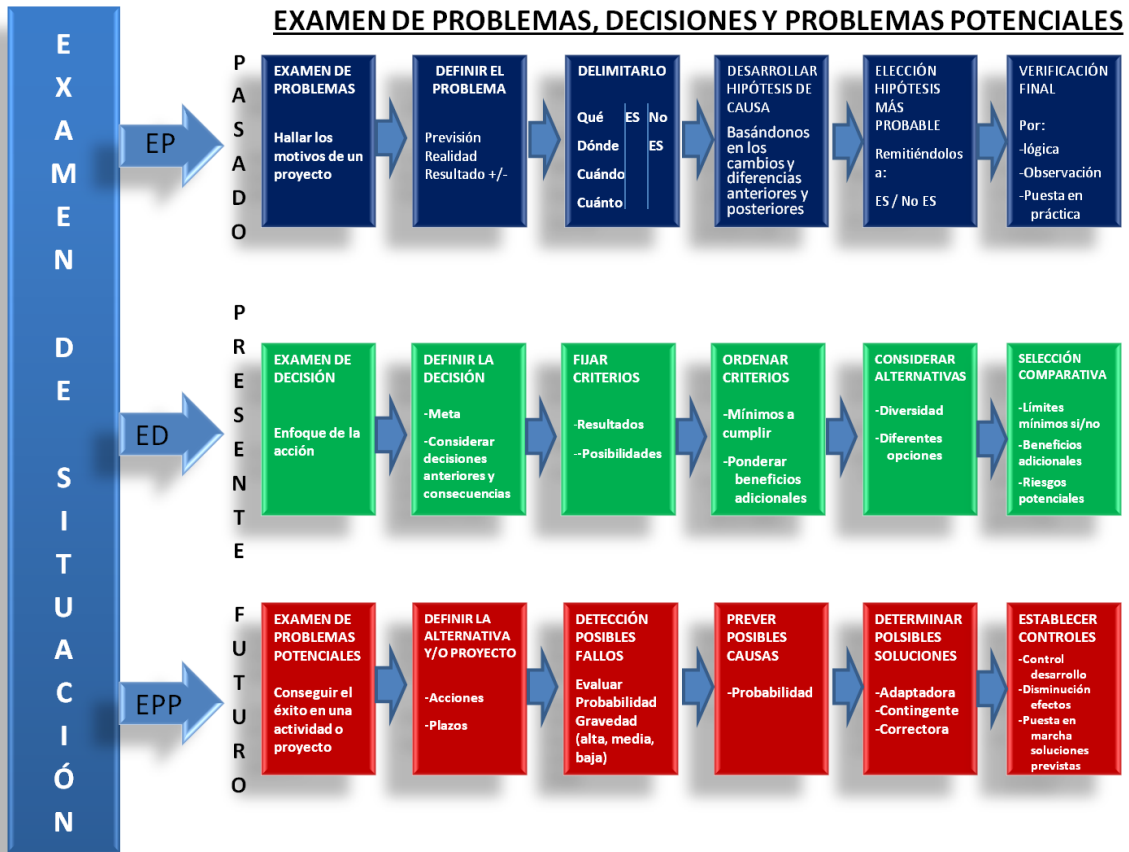 EXAMEN DE PROBLEMAS, DECISIONES Y PROBLEMAS POTENCIALES
EXAMEN DE SITUACIÓN
EP
PASADO
EXAMEN DE
PROBLEMAS
Hallar los
motivos de un
proyecto
DEFINIR EL
PROBLEMA
Previsión
Realidad
Resultado +/-
DELIMITARLO
Qué ES No
Dónde ES
Cuándo
Cuánto
DESARROLLAR
HIPÓTESIS DE
CAUSA
Basándonos
en los
cambios y
diferencias
anteriores y
posteriores
ELECCIÓN
HIPÓTESIS
MÁS
PROBABLE
Remitiéndolos
a:
ES / No ES
VERIFICACIÓN
FINAL
Por:
-lógica
-Observación
-Puesta en
práctica
ED
PRESENTE
EXAMEN DE
DECISIÓN
Enfoque de la
acción
DEFINIR LA
DECISIÓN
-Meta
-Considerar
decisiones
anteriores y
consecuencias
FIJAR
CRITERIOS
-Resultados
--Posibilidades
ORDENAR
CRITERIOS
-Mínimos a
cumplir
-Ponderar
beneficios
adicionales
CONSIDERAR
ALTERNATIVAS
-Diversidad
-Diferentes
opciones
SELECCIÓN
COMPARATIVA
-Límites
mínimos si/no
-Beneficios
adicionales
-Riesgos
potenciales
EPP
FUTURO
EXAMEN DE
PROBLEMAS
POTENCIALES
Conseguir el
éxito en una
actividad o
proyecto
DEFINIR LA
ALTERNATIVA
Y/O PROYECTO
-Acciones
-Plazos
DETECCIÓN
POSIBLES
FALLOS
Evaluar
Probabilidad
Gravedad
(alta, media,
baja)
PREVER
POSIBLES
CAUSAS
-Probabilidad
DETERMINAR
POLSIBLES
SOLUCIONES
-Adaptadora
-Contingente
-Correctora
ESTABLECER
CONTROLES
-Control
desarrollo
-Disminución
efectos
-Puesta en
marcha
soluciones
previstas